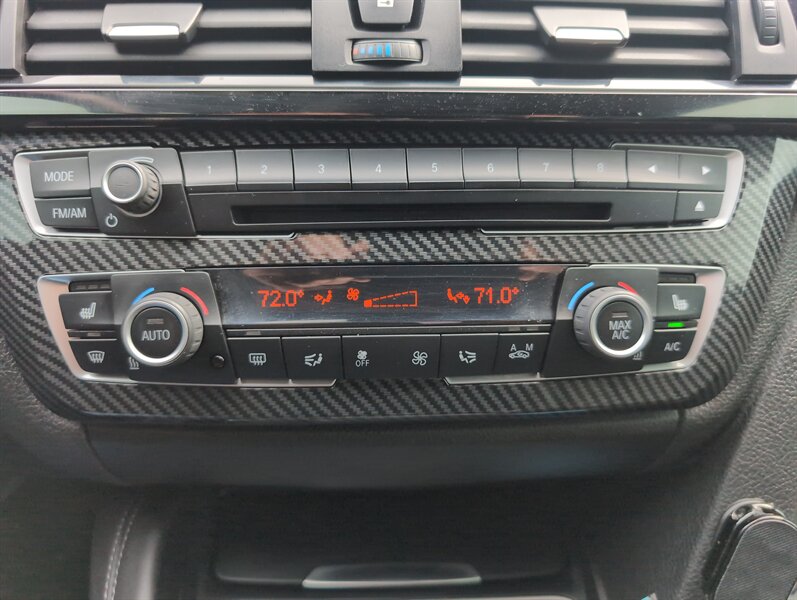 MODE 1 2 3 4 5 6 7 8
FM/AM
72.0° 71.0°
AUTO MAX A/C
OFF A M A/C